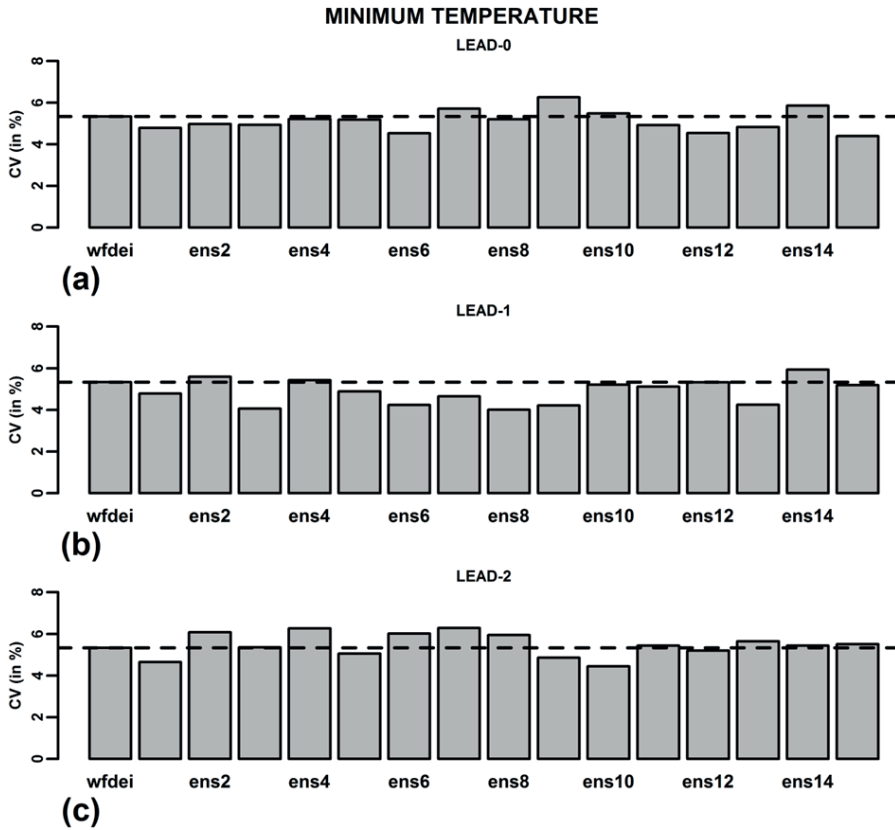 MINIMUM TEMPERATURE
LEAD-0
CV (in %)
8
6
4
2
0
wfdei ens2 ens4 ens6 ens8 ens10 ens12 ens14
(a)
LEAD-1
CV (in %)
8
6
4
2
0
wfdei ens2 ens4 ens6 ens8 ens10 ens12 ens14
(b)
LEAD-2
CV (in %)
8
6
4
2
0
wfdei ens2 ens4 ens6 ens8 ens10 ens12 ens14
(c)